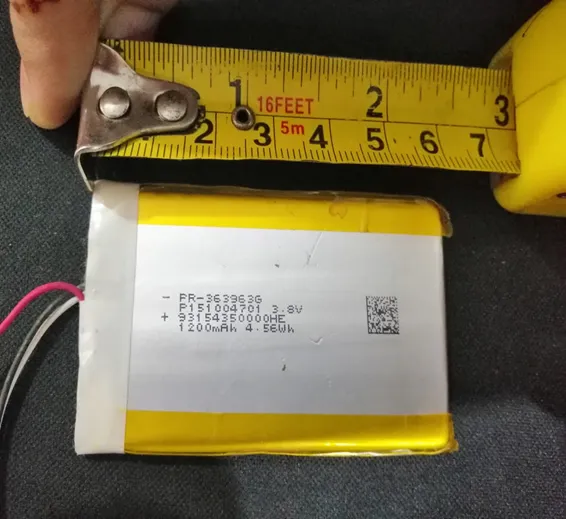 1 2 3
16FEET
2 3 5m 4 5 6 7
- PR-363963G
P151004701 3.8V
+ 93154350000HE
1200mAh 4.56Wh